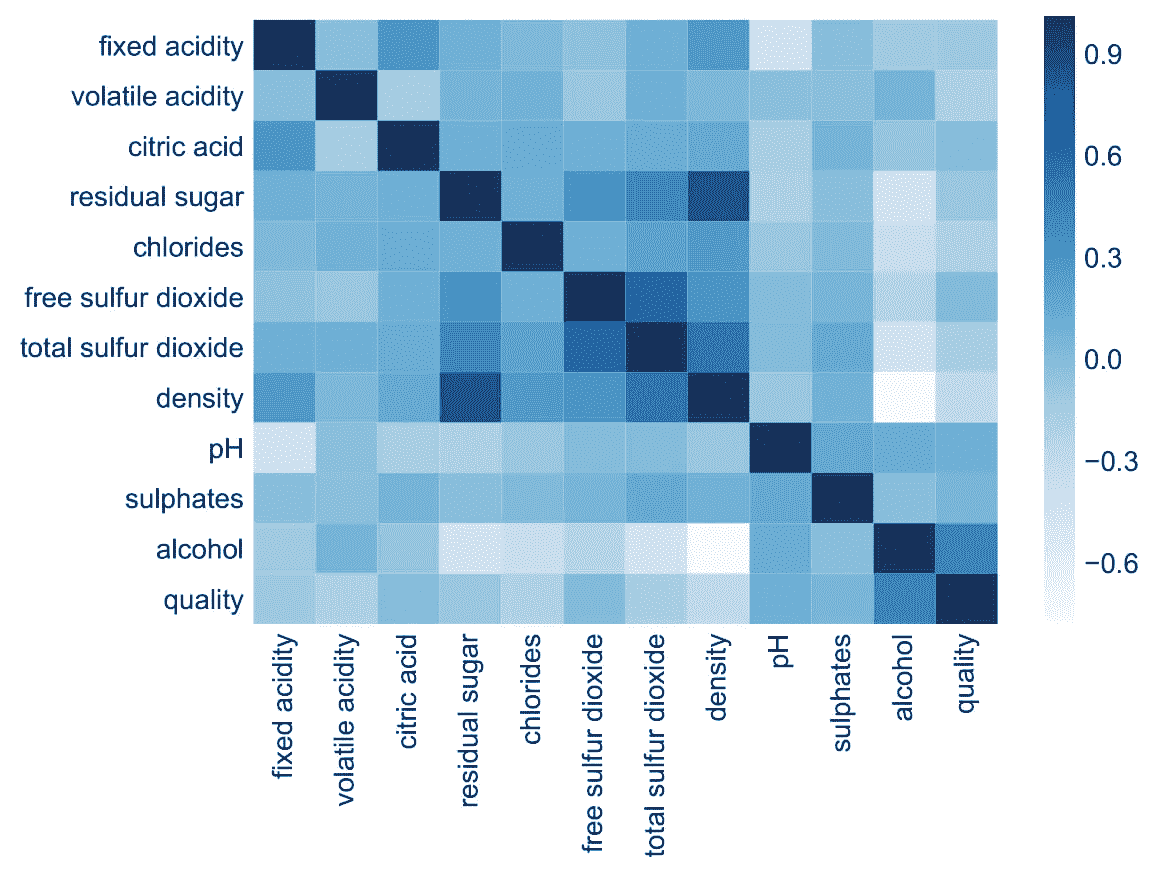 fixed acidity
volatile acidity
citric acid
residual sugar
chlorides
free sulfur dioxide
total sulfur dioxide
density
pH
sulphates
alcohol
quality
fixed acidity
volatile acidity
citric acid
residual sugar
chlorides
free sulfur dioxide
total sulfur dioxide
density
pH
sulphates
alcohol
quality
0.9
0.6
0.3
0.0
−0.3
−0.6